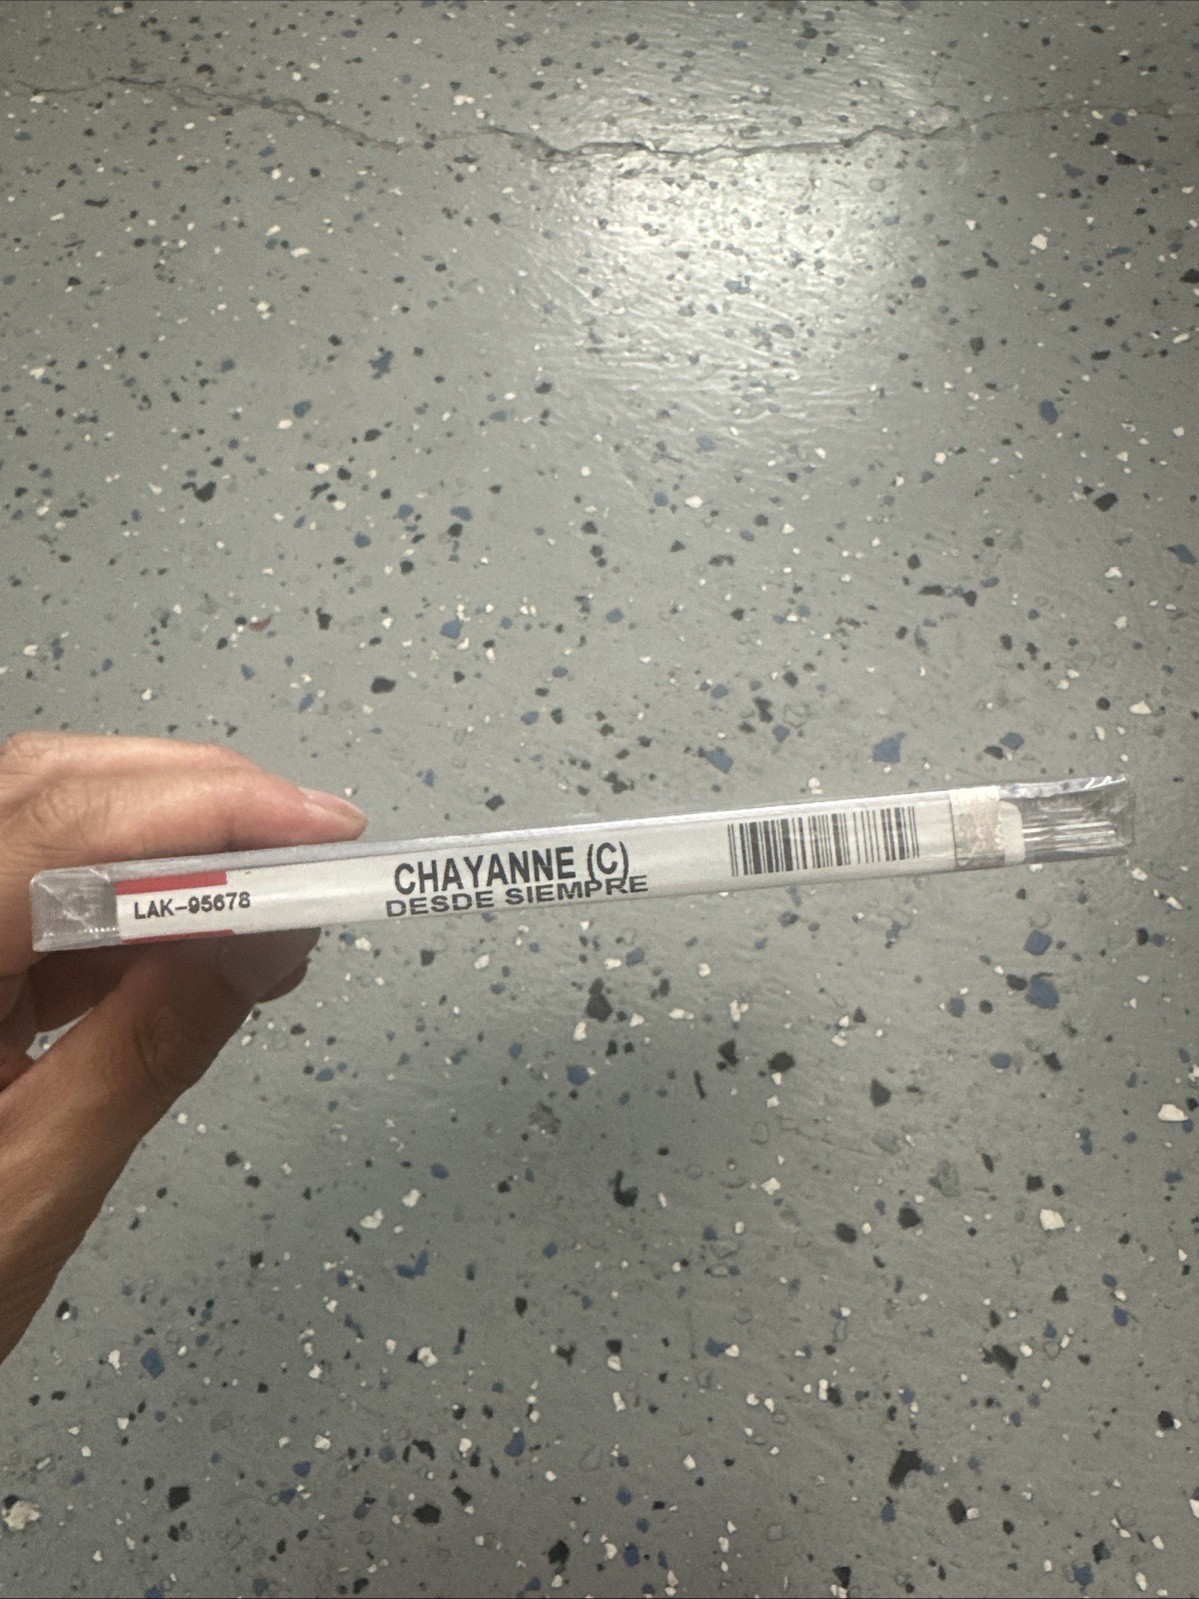 LAK-95678
CHAYANNE (C)
DESDE SIEMPRE